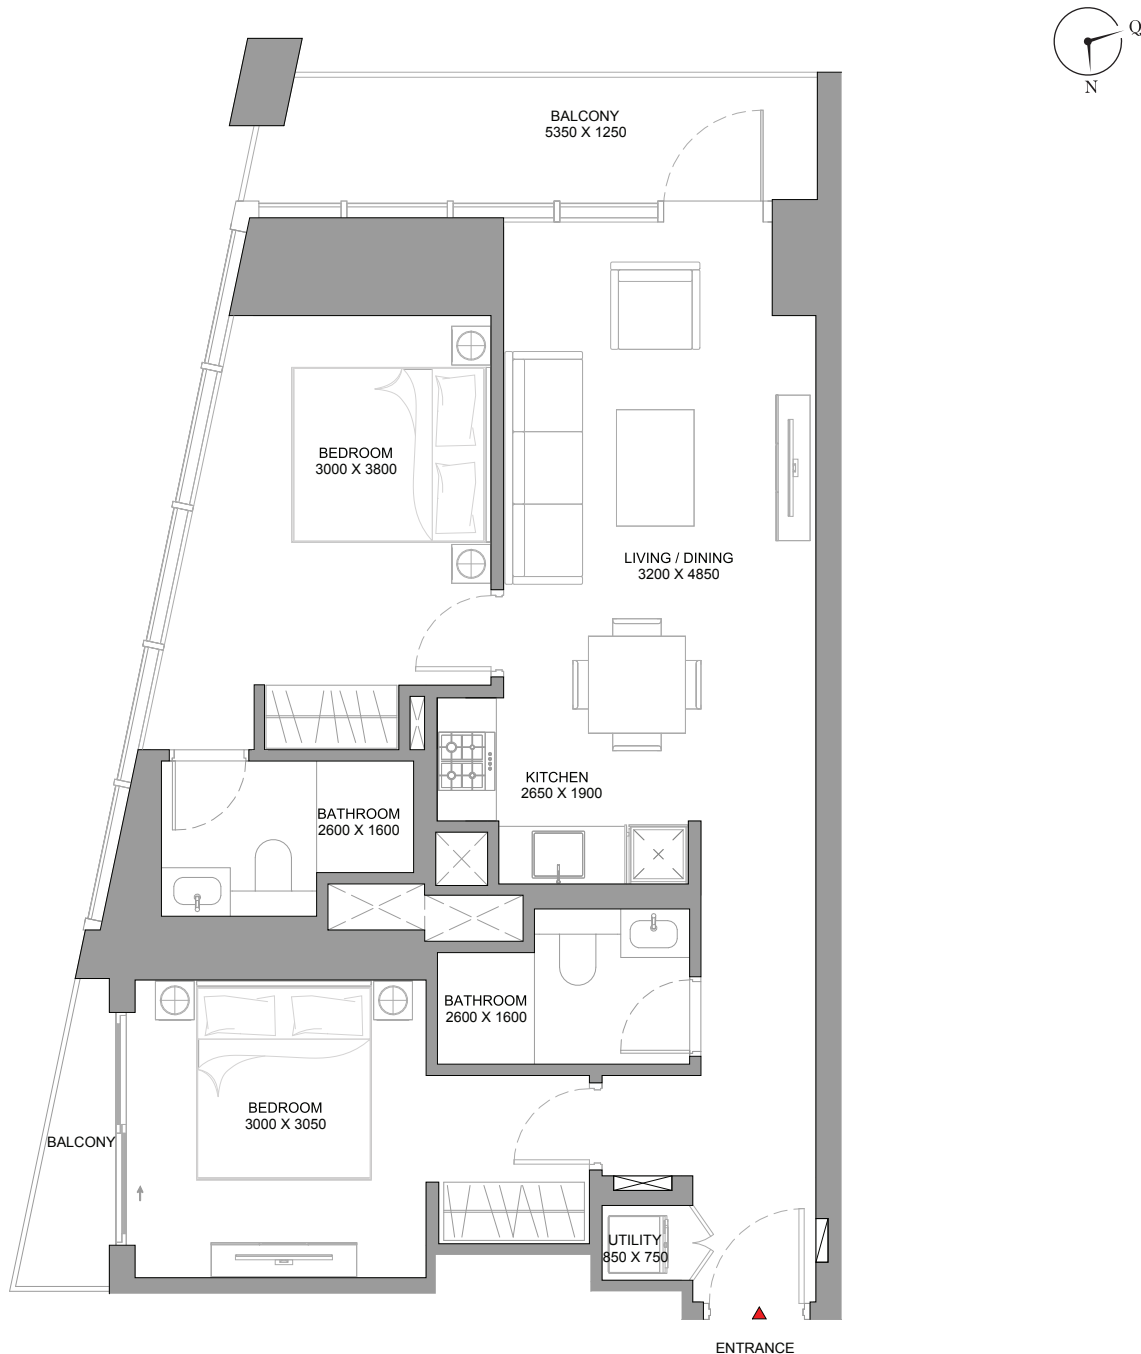 Q
N
BALCONY
5350 X 1250
BEDROOM
3000 X 3800
LIVING / DINING
3200 X 4850
KITCHEN
2650 X 1900
BATHROOM
2600 X 1600
BATHROOM
2600 X 1600
BEDROOM
3000 X 3050
BALCONY
UTILITY
850 X 750
ENTRANCE